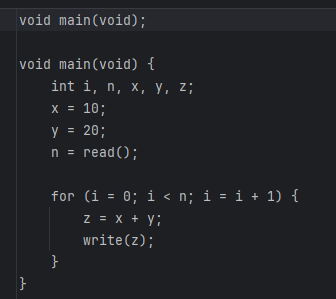 void main(void);

void main(void) {
    int i, n, x, y, z;
    x = 10;
    y = 20;
    n = read();

    for (i = 0; i < n; i = i + 1) {
        z = x + y;
        write(z);
    }
}